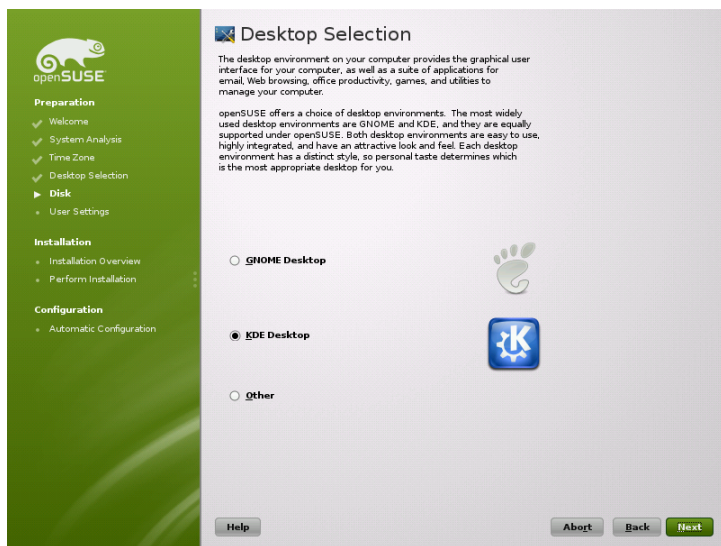 openSUSE
Preparation
Welcome
System Analysis
Time Zone
Desktop Selection
Disk
User Settings
Installation
Installation Overview
Perform Installation
Configuration
Automatic Configuration
Desktop Selection
The desktop environment on your computer provides the graphical user
interface for your computer, as well as a suite of applications for
email, Web browsing, office productivity, games, and utilities to
manage your computer.
openSUSE offers a choice of desktop environments. The most widely
used desktop environments are GNOME and KDE, and they are equally
supported under openSUSE. Both desktop environments are easy to use,
highly integrated, and have an attractive look and feel. Each desktop
environment has a distinct style, so personal taste determines which
is the most appropriate desktop for you.
GNOME Desktop
KDE Desktop
K
Other
Help
Abort
Back
Next